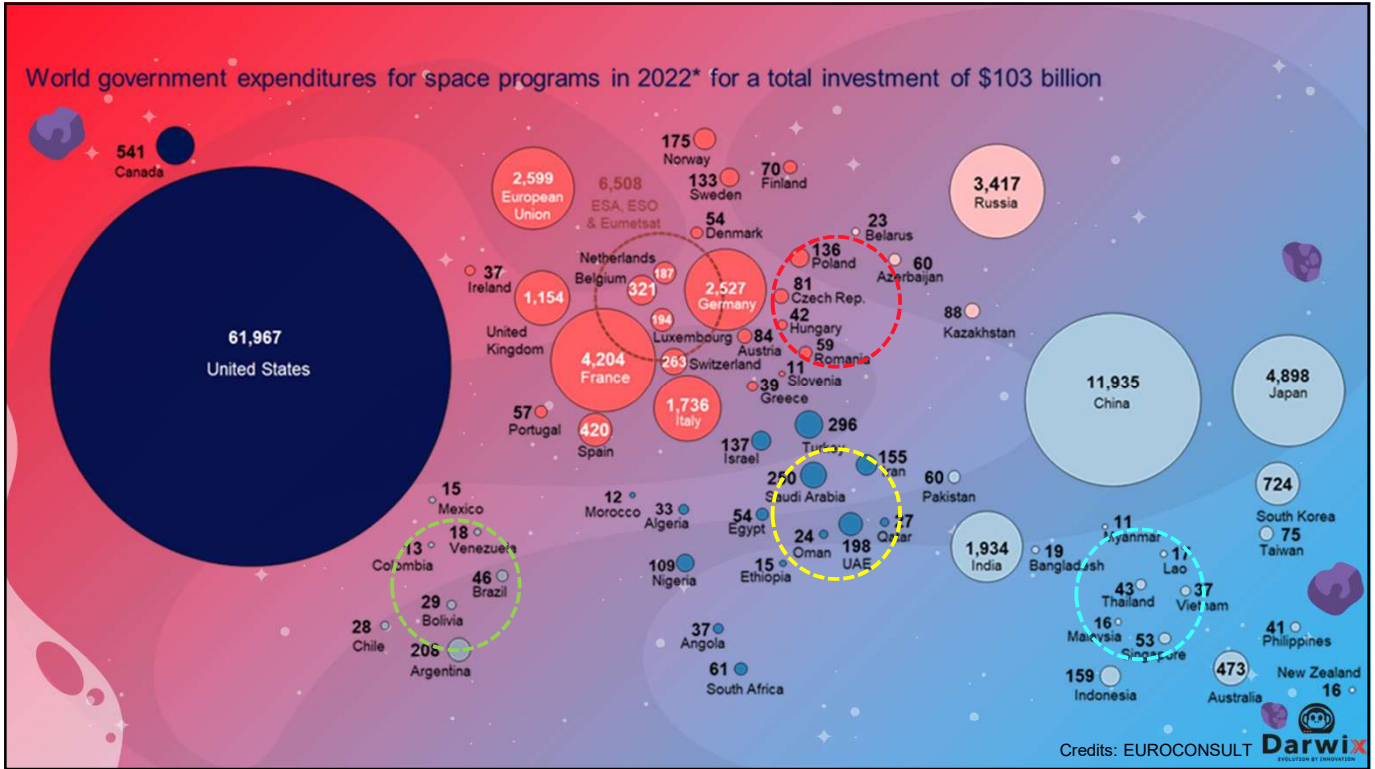 World government expenditures for space programs in 2022* for a total investment of $103 billion
541
Canada
61,967
United States
2,599
European
Union
6,508
ESA, ESO
& Eumetsat
175
Norway
133
Sweden
70
Finland
54
Denmark
3,417
Russia
23
Belarus
136
Poland
60
Azerbaijan
37
Ireland
1,154
United
Kingdom
Netherlands
187
Belgium
321
2,527
Germany
81
Czech Rep.
42
Hungary
194
Luxembourg
84
Austria
59
Romania
88
Kazakhstan
4,204
France
263
Switzerland
11
Slovenia
39
Greece
1,736
Italy
57
Portugal
420
Spain
11,935
China
4,898
Japan
296
Turkey
137
Israel
155
Iran
250
Saudi Arabia
60
Pakistan
724
South Korea
15
Mexico
12
Morocco
33
Algeria
54
Egypt
24
Oman
198
UAE
Qatar
18
Venezuela
13
Colombia
46
Brazil
29
Bolivia
28
Chile
208
Argentina
109
Nigeria
15
Ethiopia
1,934
India
19
Bangladesh
11
Myanmar
17
Lao
75
Taiwan
43
Thailand
37
Vietnam
16
Malaysia
53
Singapore
41
Philippines
37
Angola
61
South Africa
159
Indonesia
473
Australia
New Zealand
16
Credits: EUROCONSULT
Darwix
EVOLUTION BY INNOVATION